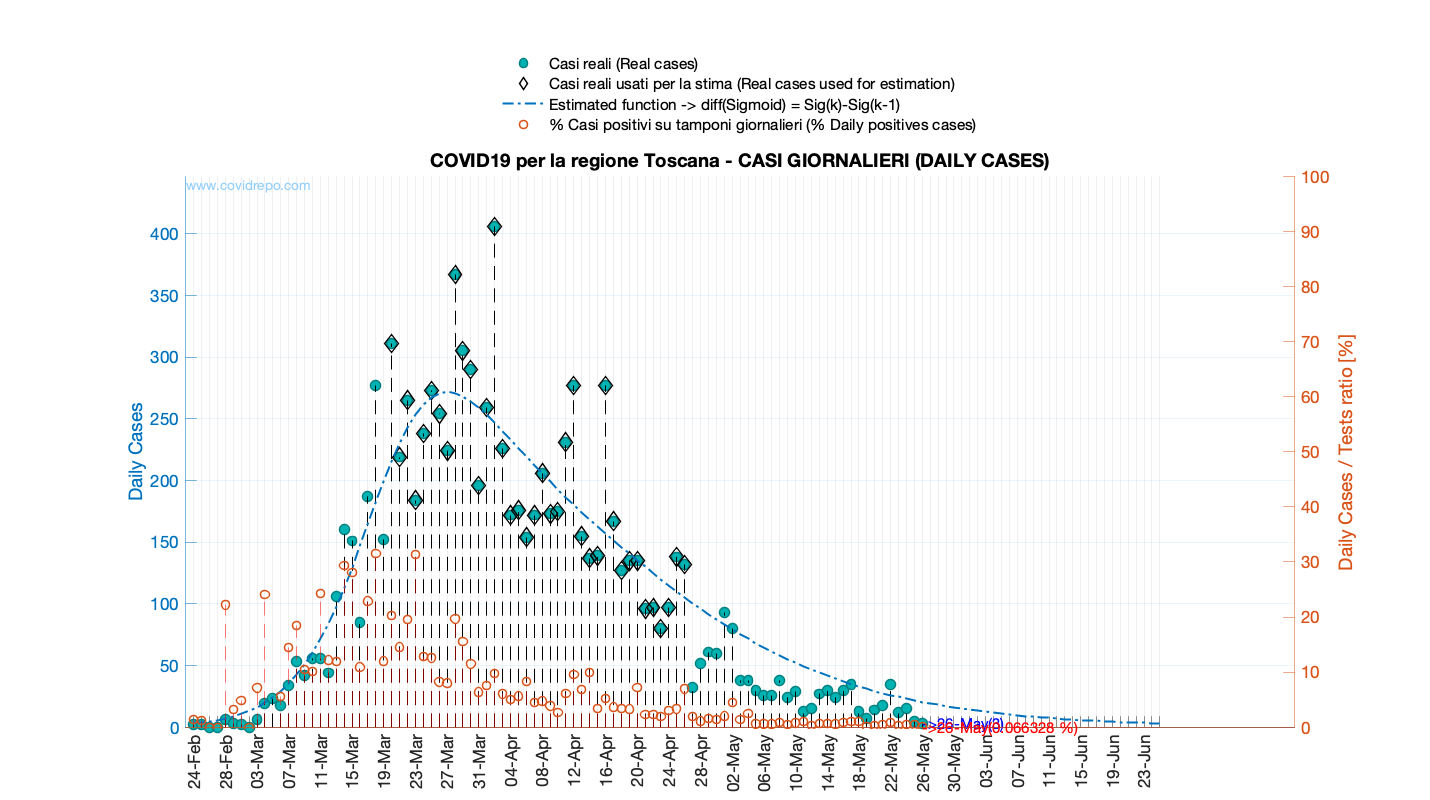 Casi reali (Real cases)
Casi reali usati per la stima (Real cases used for estimation)
Estimated function -> diff(Sigmoid) = Sig(k)-Sig(k-1)
% Casi positivi su tamponi giornalieri (% Daily positives cases)
COVID19 per la regione Toscana - CASI GIORNALIERI (DAILY CASES)
www.covidrepo.com
Daily Cases
400
350
300
250
200
150
100
50
0
100
90
80
70
60
50
40
30
20
10
0
Daily Cases / Tests ratio [%]
24-Feb
28-Feb
03-Mar
07-Mar
11-Mar
15-Mar
19-Mar
23-Mar
27-Mar
31-Mar
04-Apr
08-Apr
12-Apr
16-Apr
20-Apr
24-Apr
28-Apr
02-May
06-May
10-May
14-May
18-May
22-May
26-May
30-May
03-Jun
07-Jun
11-Jun
15-Jun
19-Jun
23-Jun
>26-May(0.066328 %)